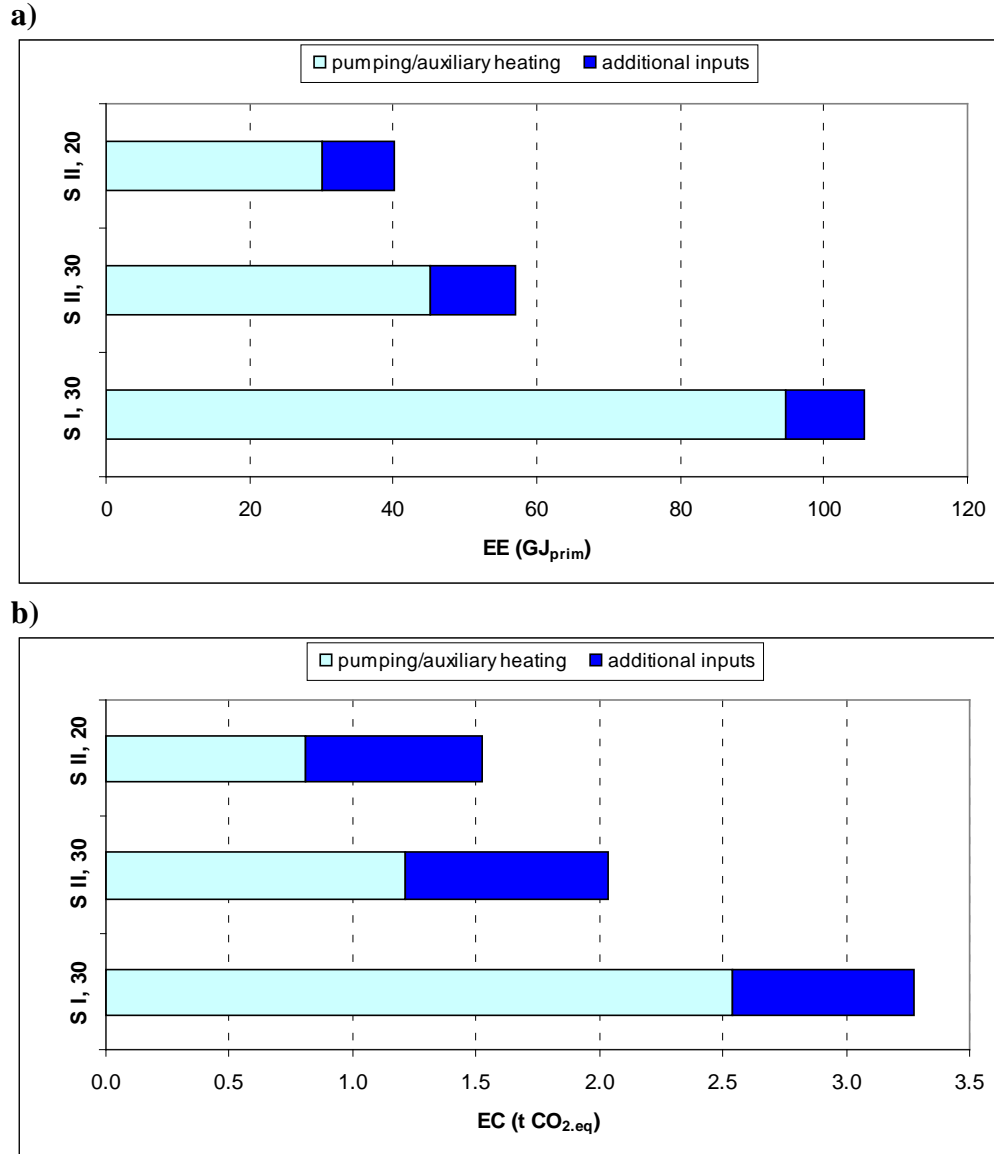 a)
pumping/auxiliary heating additional inputs
S II, 20
S II, 30
S I, 30
0 20 40 60 80 100 120
EE (GJprim)
b)
pumping/auxiliary heating additional inputs
S II, 20
S II, 30
S I, 30
0.0 0.5 1.0 1.5 2.0 2.5 3.0 3.5
EC (t CO2.eq)